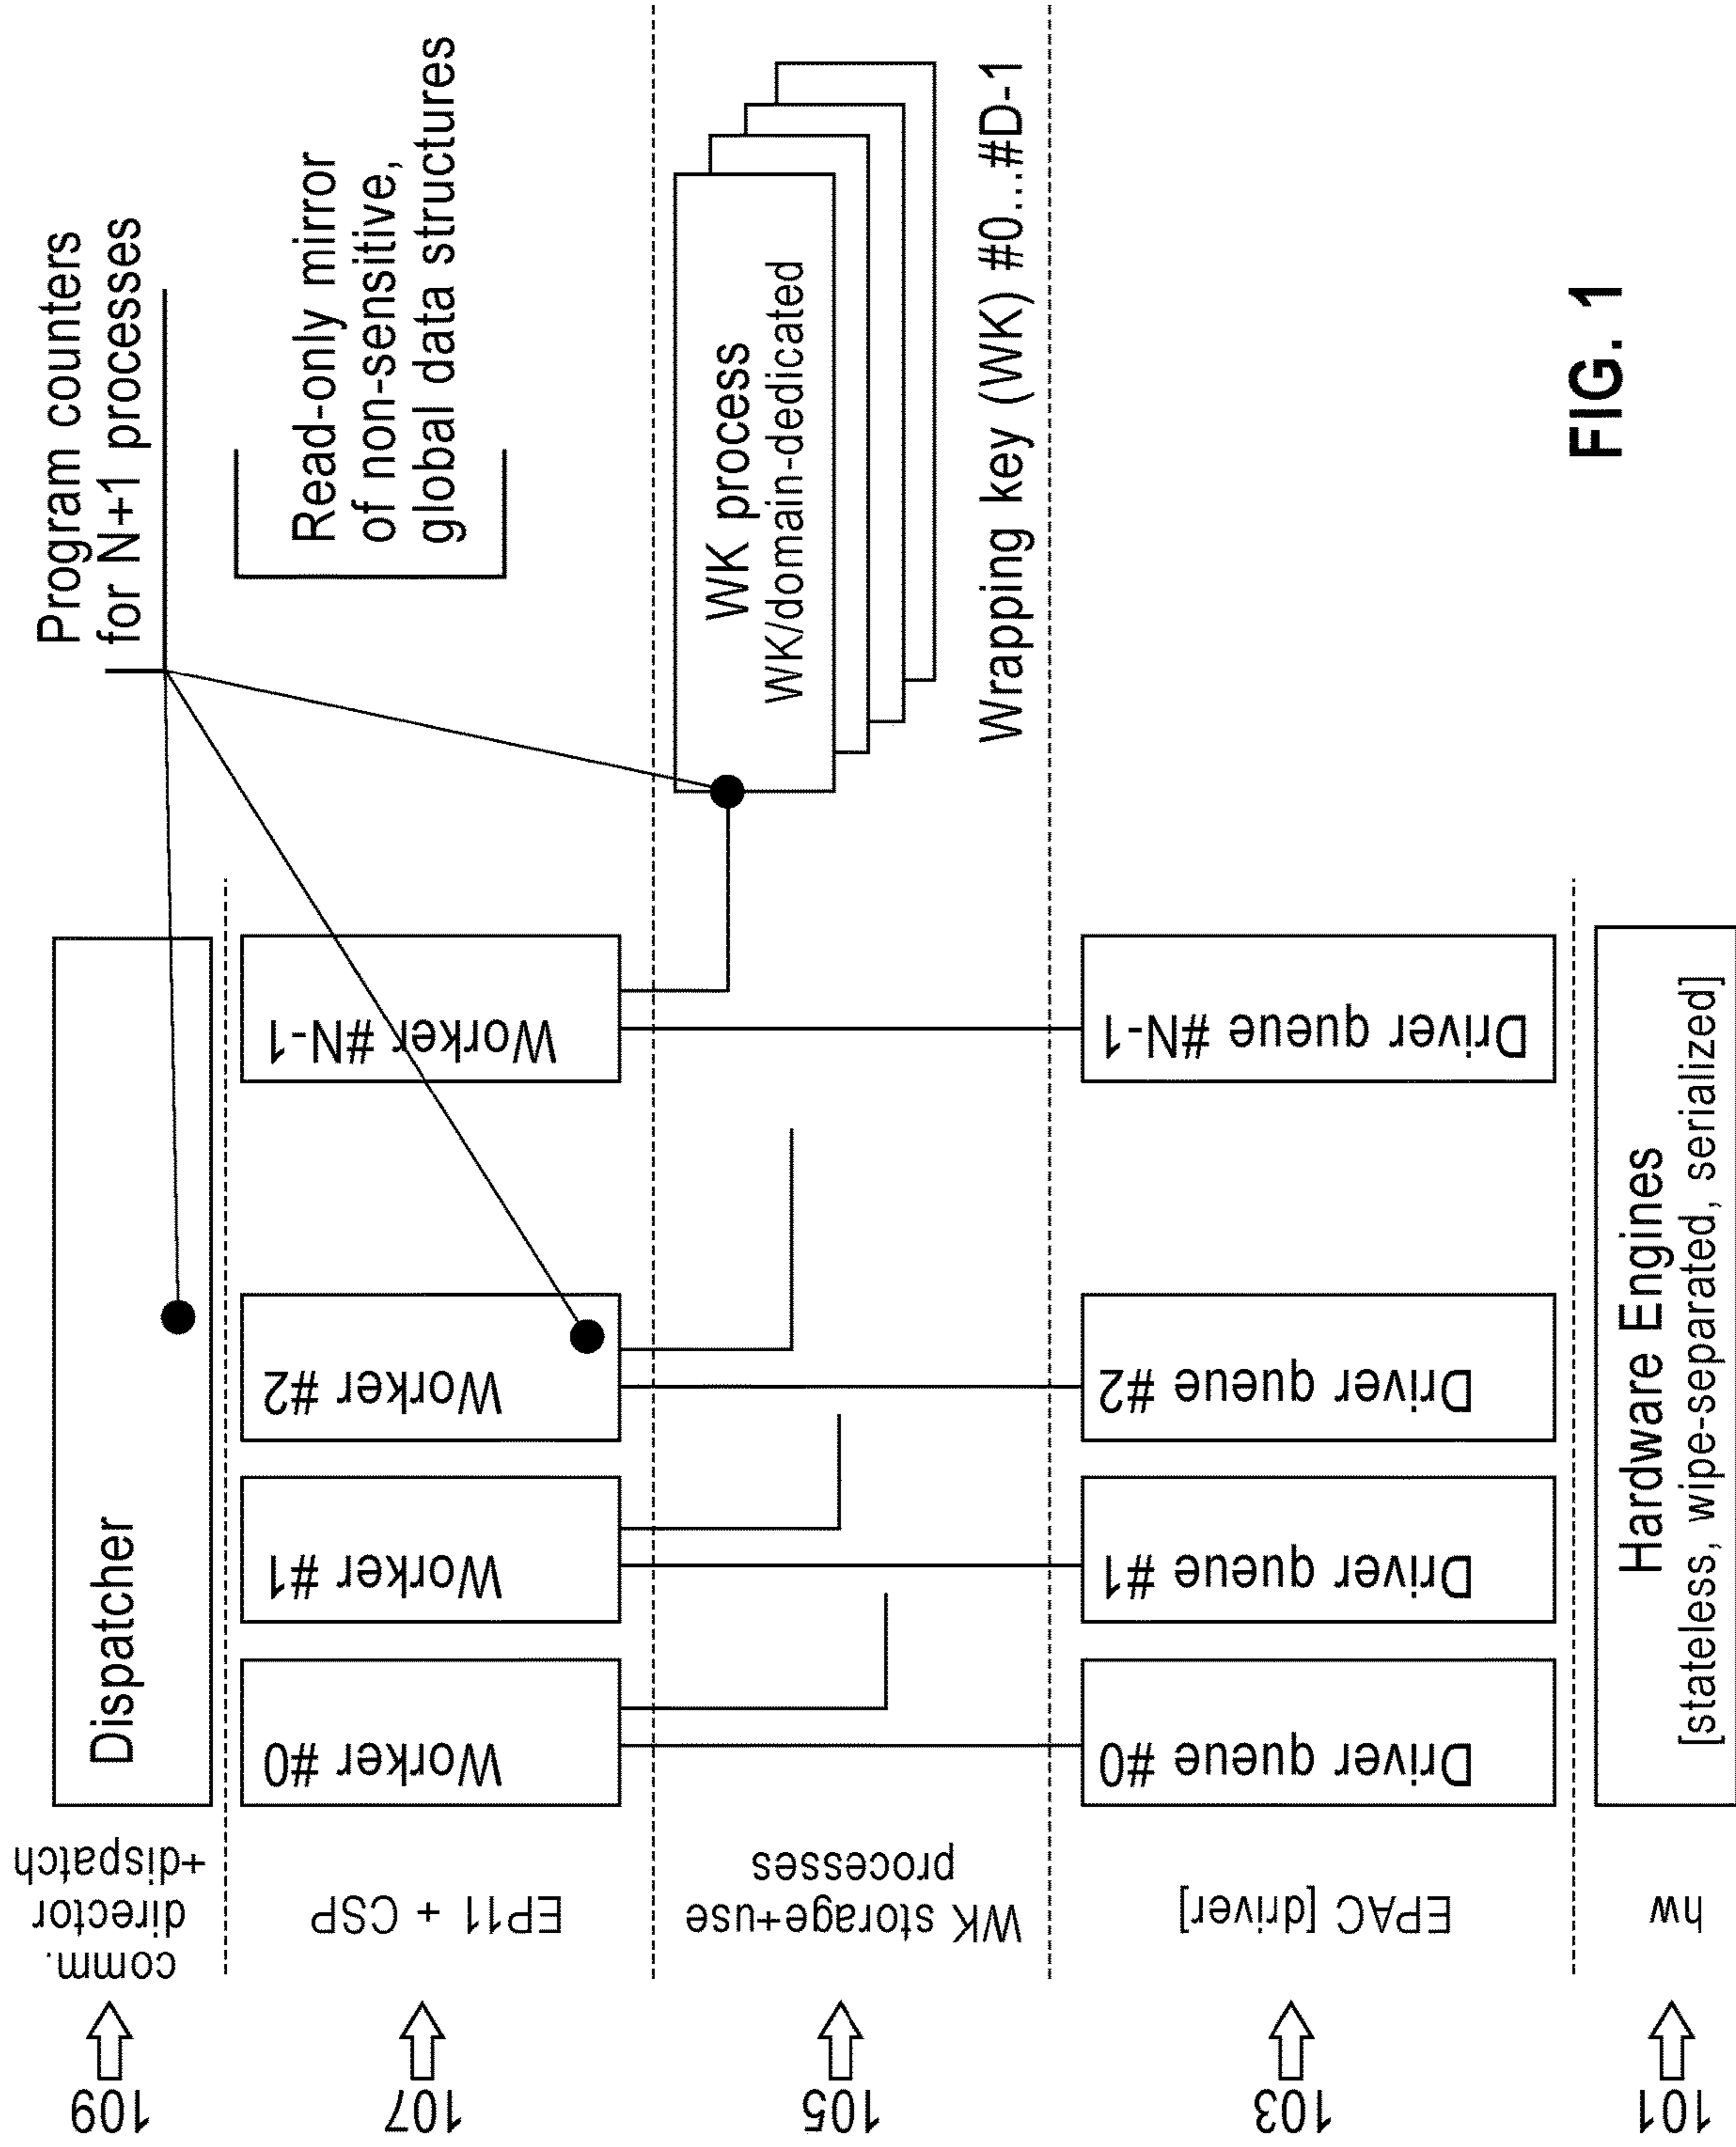 Program counters
for N+1 processes
Read-only mirror
of non-sensitive,
global data structures
109
comm.
director
+dispatch
Dispatcher
107
EP11 + CSP
Worker #0
Worker #1
Worker #2
Worker #N-1
105
WK storage+use
processes
WK process
WK/domain-dedicated
Wrapping key (WK) #0...#D-1
103
EPAC [driver]
Driver queue #0
Driver queue #1
Driver queue #2
Driver queue #N-1
101
hw
Hardware Engines
[stateless, wipe-separated, serialized]
FIG. 1